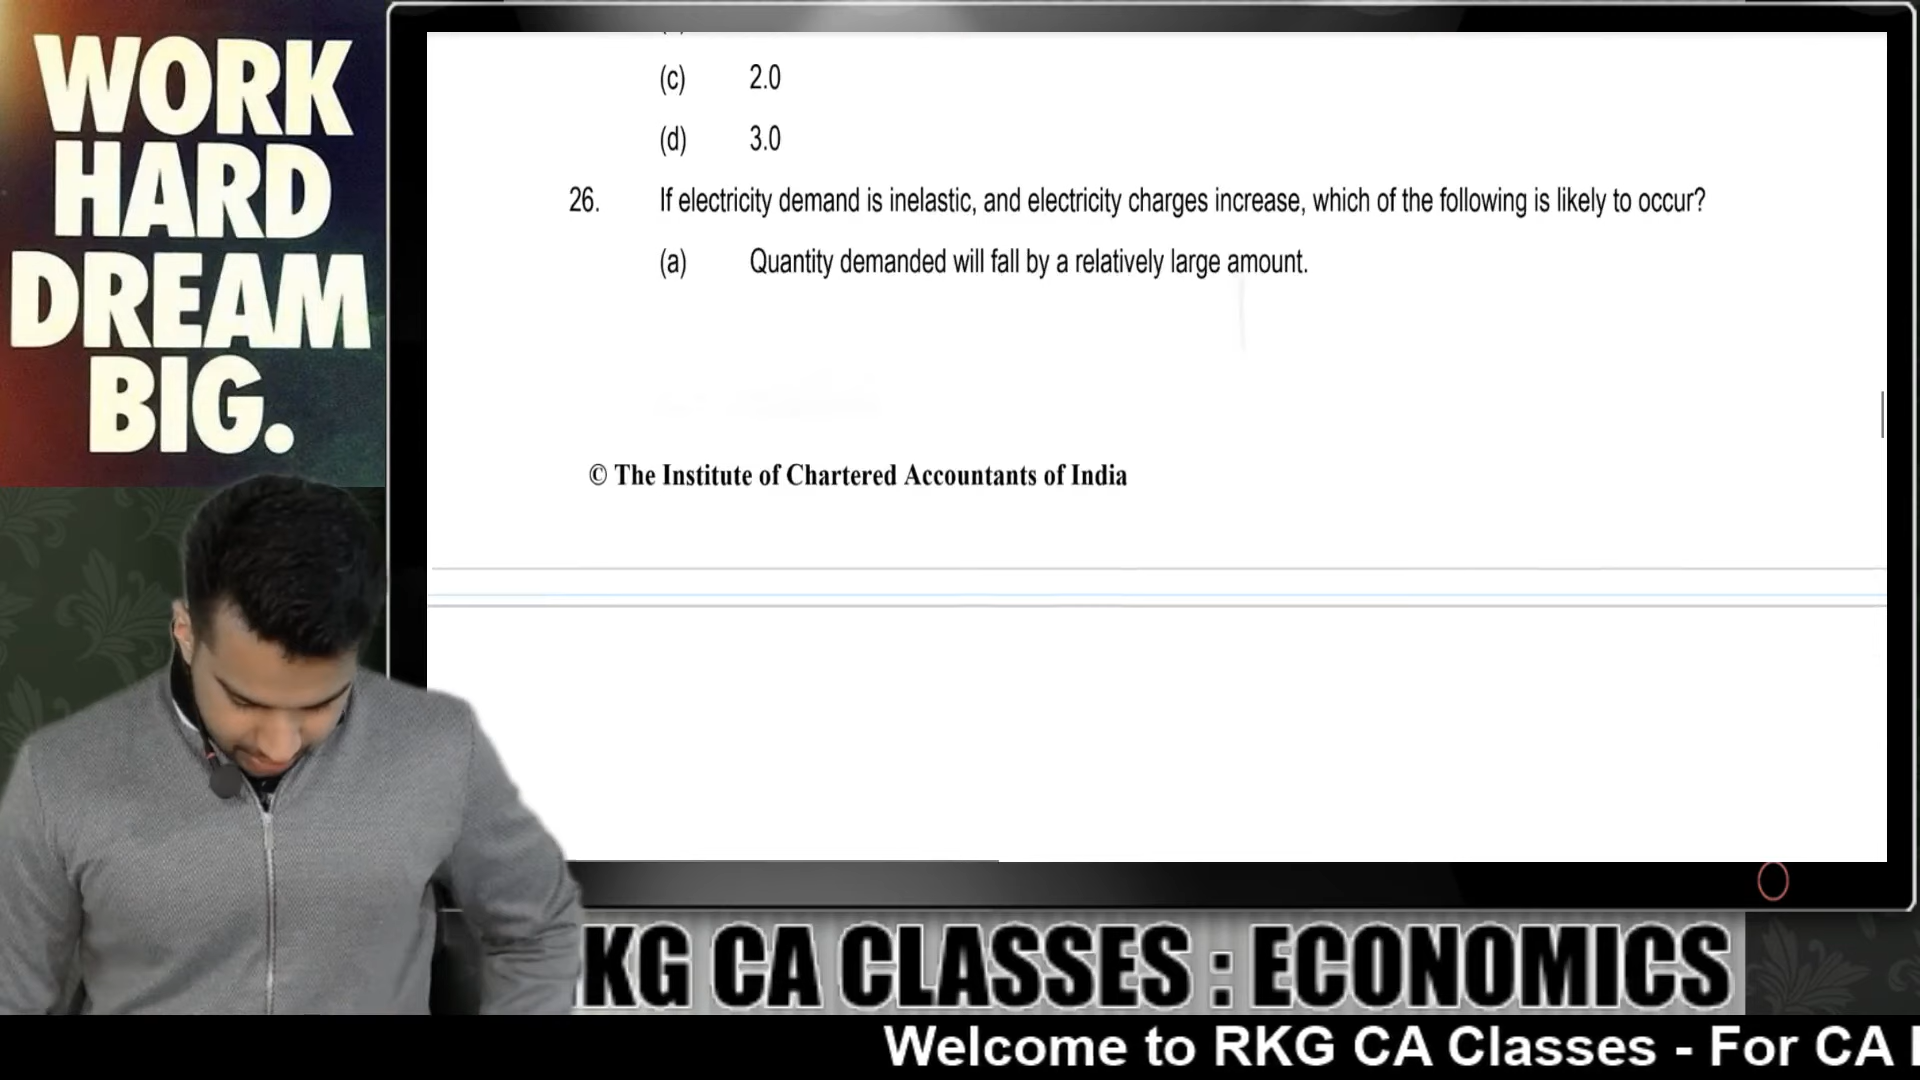 WORK
HARD
DREAM
BIG.
(c) 2.0
(d) 3.0
26. If electricity demand is inelastic, and electricity charges increase, which of the following is likely to occur?
(a) Quantity demanded will fall by a relatively large amount.
© The Institute of Chartered Accountants of India
KG CA CLASSES : ECONOMICS
Welcome to RKG CA Classes - For CA